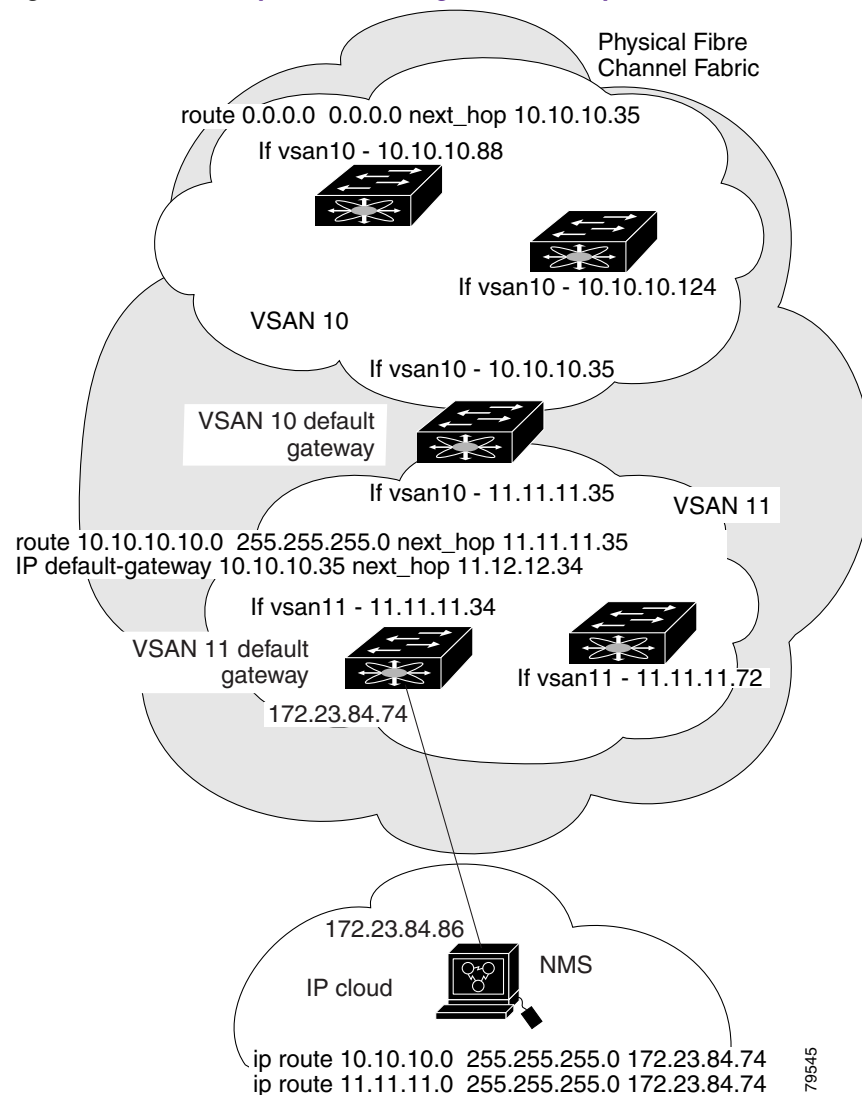 Physical Fibre
Channel Fabric
route 0.0.0.0 0.0.0.0 next_hop 10.10.10.35
If vsan10 - 10.10.10.88
If vsan10 - 10.10.10.124
VSAN 10
If vsan10 - 10.10.10.35
VSAN 10 default
gateway
If vsan10 - 11.11.11.35
VSAN 11
route 10.10.10.10.0 255.255.255.0 next_hop 11.11.11.35
IP default-gateway 10.10.10.35 next_hop 11.12.12.34
If vsan11 - 11.11.11.34
VSAN 11 default
gateway
If vsan11 - 11.11.11.72
172.23.84.74
172.23.84.86
NMS
IP cloud
ip route 10.10.10.0 255.255.255.0 172.23.84.74
ip route 11.11.11.0 255.255.255.0 172.23.84.74
79545